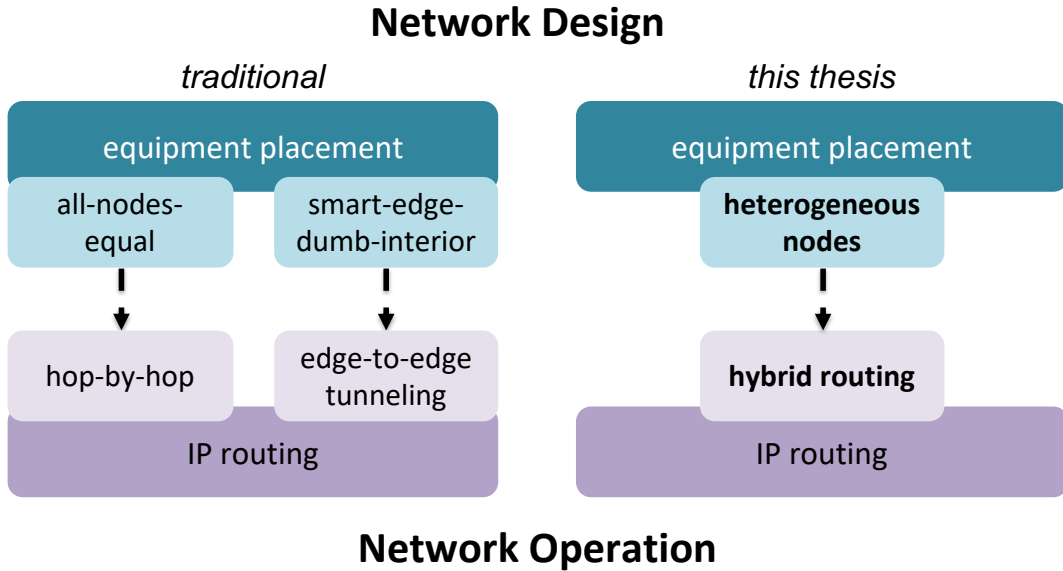 Network Design
traditional
this thesis
equipment placement
equipment placement
all-nodes-
equal
smart-edge-
dumb-interior
heterogeneous
nodes
hop-by-hop
edge-to-edge
tunneling
hybrid routing
IP routing
IP routing
Network Operation